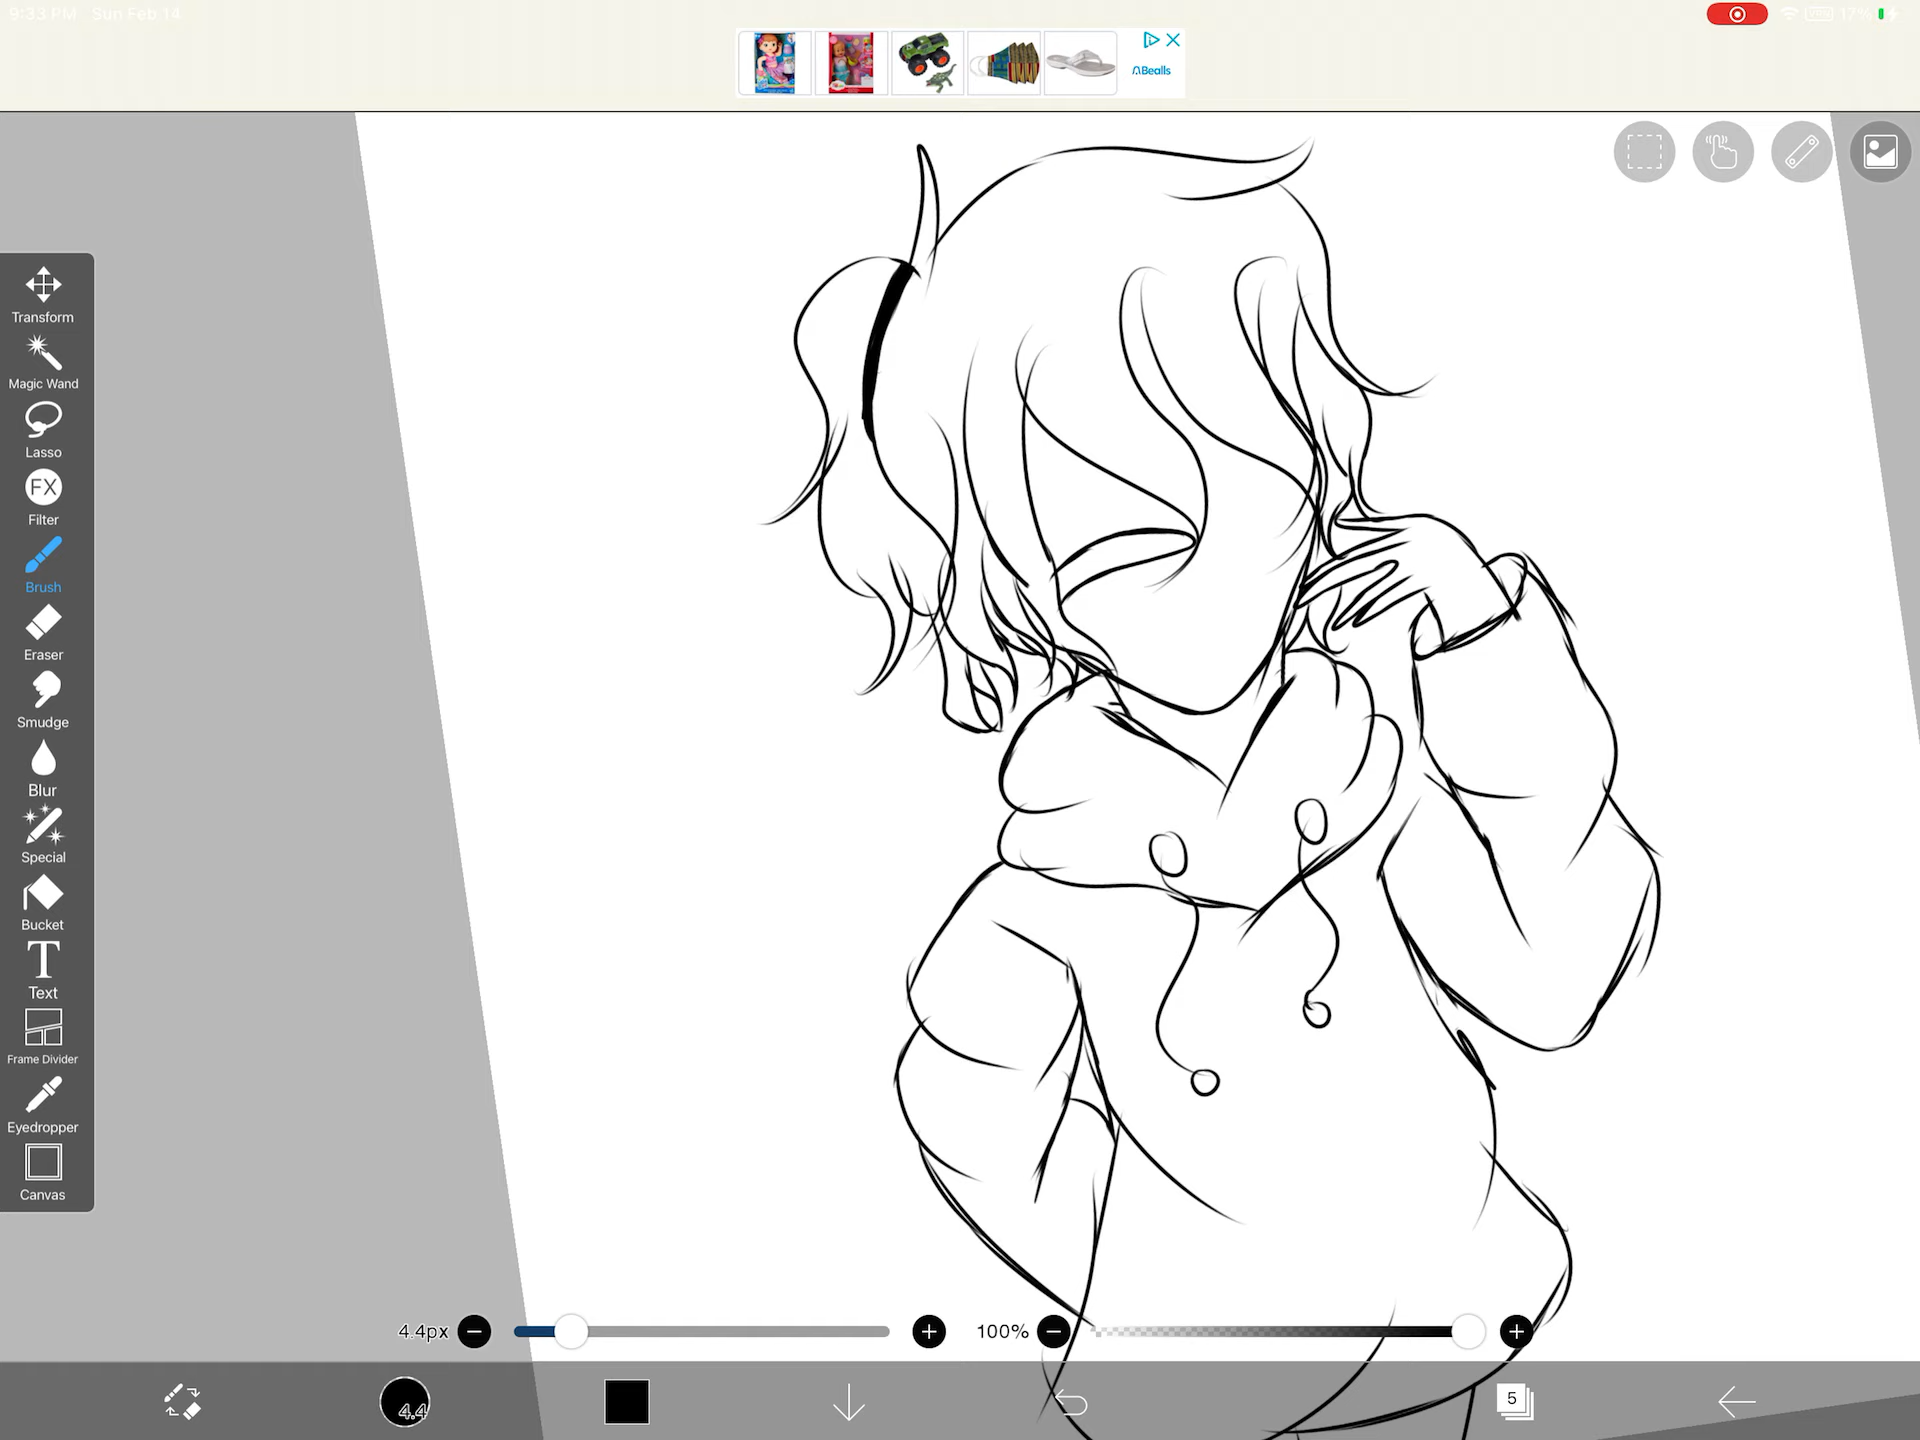 9:33 PM Sun Feb 14
VPN 17%
Bealls
Transform
Magic Wand
Lasso
FX
Filter
Brush
Eraser
Smudge
Blur
Special
Bucket
T
Text
Frame Divider
Eyedropper
Canvas
4.4px 100%
4.4 5